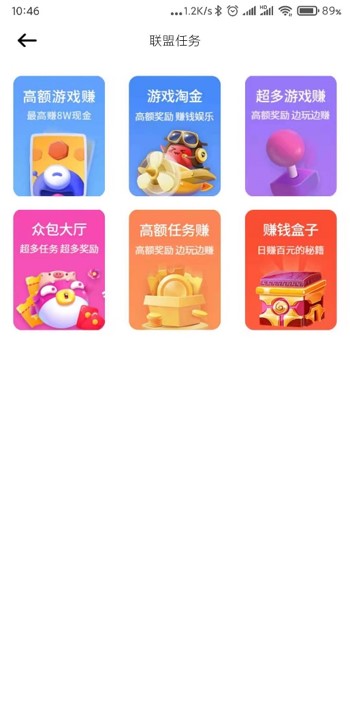 10:46
...1.2K/s
HD
89%
联盟任务
高额游戏赚
最高赚8W现金
游戏淘金
高额奖励 赚钱娱乐
超多游戏赚
高额奖励 边玩边赚
众包大厅
超多任务 超多奖励
高额任务赚
高额奖励 边玩边赚
赚钱盒子
日赚百元的秘籍